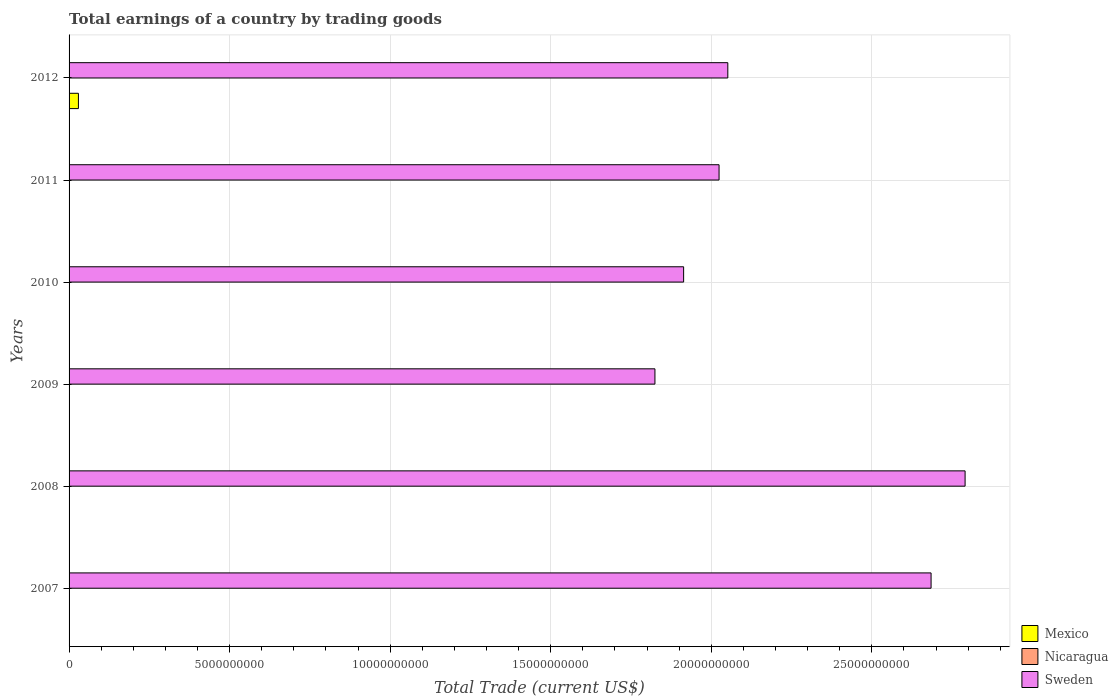 Total earnings of a country by trading goods
Years
2012
2011
2010
2009
2008
2007
0
5000000000
10000000000
15000000000
20000000000
25000000000
Total Trade (current US$)
Mexico
Nicaragua
Sweden